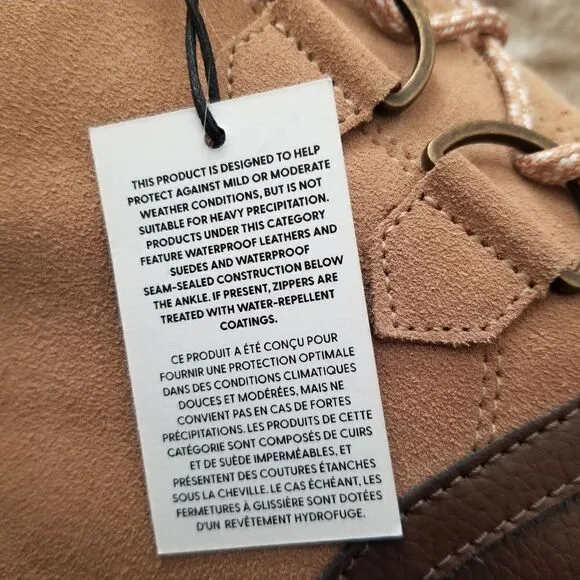 THIS PRODUCT IS DESIGNED TO HELP
PROTECT AGAINST MILD OR MODERATE
WEATHER CONDITIONS, BUT IS NOT
SUITABLE FOR HEAVY PRECIPITATION.
PRODUCTS UNDER THIS CATEGORY
FEATURE WATERPROOF LEATHERS AND
SUEDES AND WATERPROOF
SEAM-SEALED CONSTRUCTION BELOW
THE ANKLE. IF PRESENT, ZIPPERS ARE
TREATED WITH WATER-REPELLENT
COATINGS.
CE PRODUIT A ÉTÉ CONÇU POUR
FOURNIR UNE PROTECTION OPTIMALE
DANS DES CONDITIONS CLIMATIQUES
DOUCES ET MODÉRÉES, MAIS NE
CONVIENT PAS EN CAS DE FORTES
PRÉCIPITATIONS. LES PRODUITS DE CETTE
CATÉGORIE SONT COMPOSÉS DE CUIRS
ET DE SUÈDE IMPERMÉABLES, ET
PRÉSENTENT DES COUTURES ÉTANCHES
SOUS LA CHEVILLE. LE CAS ÉCHÉANT, LES
FERMETURES À GLISSIÈRE SONT DOTÉES
D'UN REVÊTEMENT HYDROFUGE.